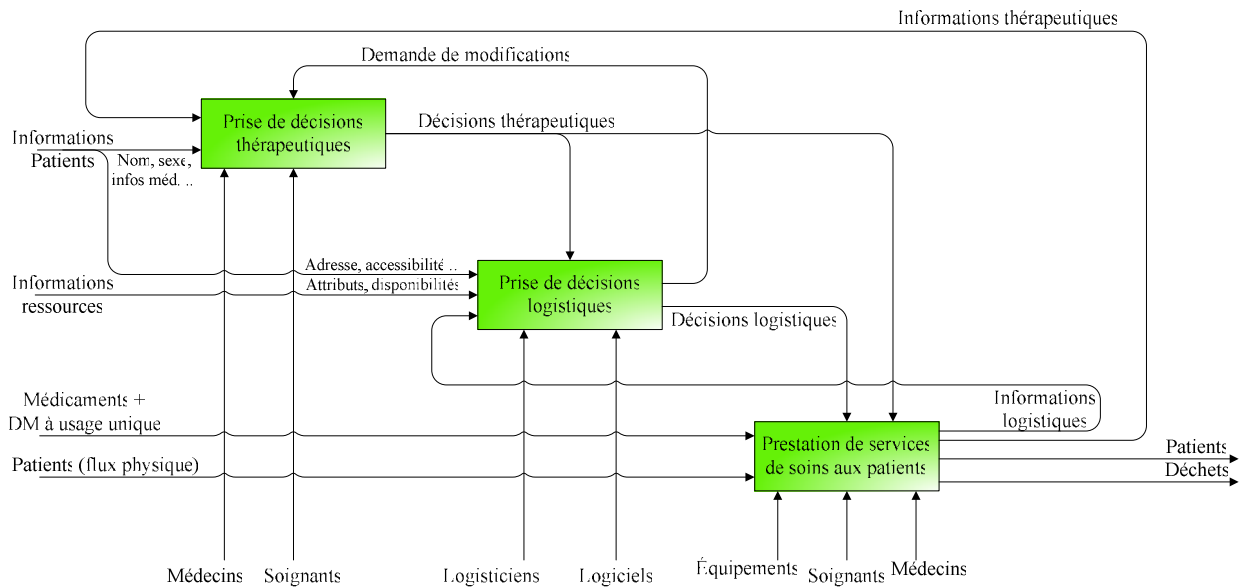 Informations thérapeutiques
Demande de modifications
Prise de décisions
thérapeutiques
Décisions thérapeutiques
Informations
Patients
Nom, sexe,
infos méd. ..
Adresse, accessibilité ..
Attributs, disponibilités
Informations
ressources
Prise de décisions
logistiques
Décisions logistiques
Médicaments +
DM à usage unique
Informations
logistiques
Patients (flux physique)
Prestation de services
de soins aux patients
Patients
Déchets
Médecins
Soignants
Logisticiens
Logiciels
Équipements
Soignants
Médecins